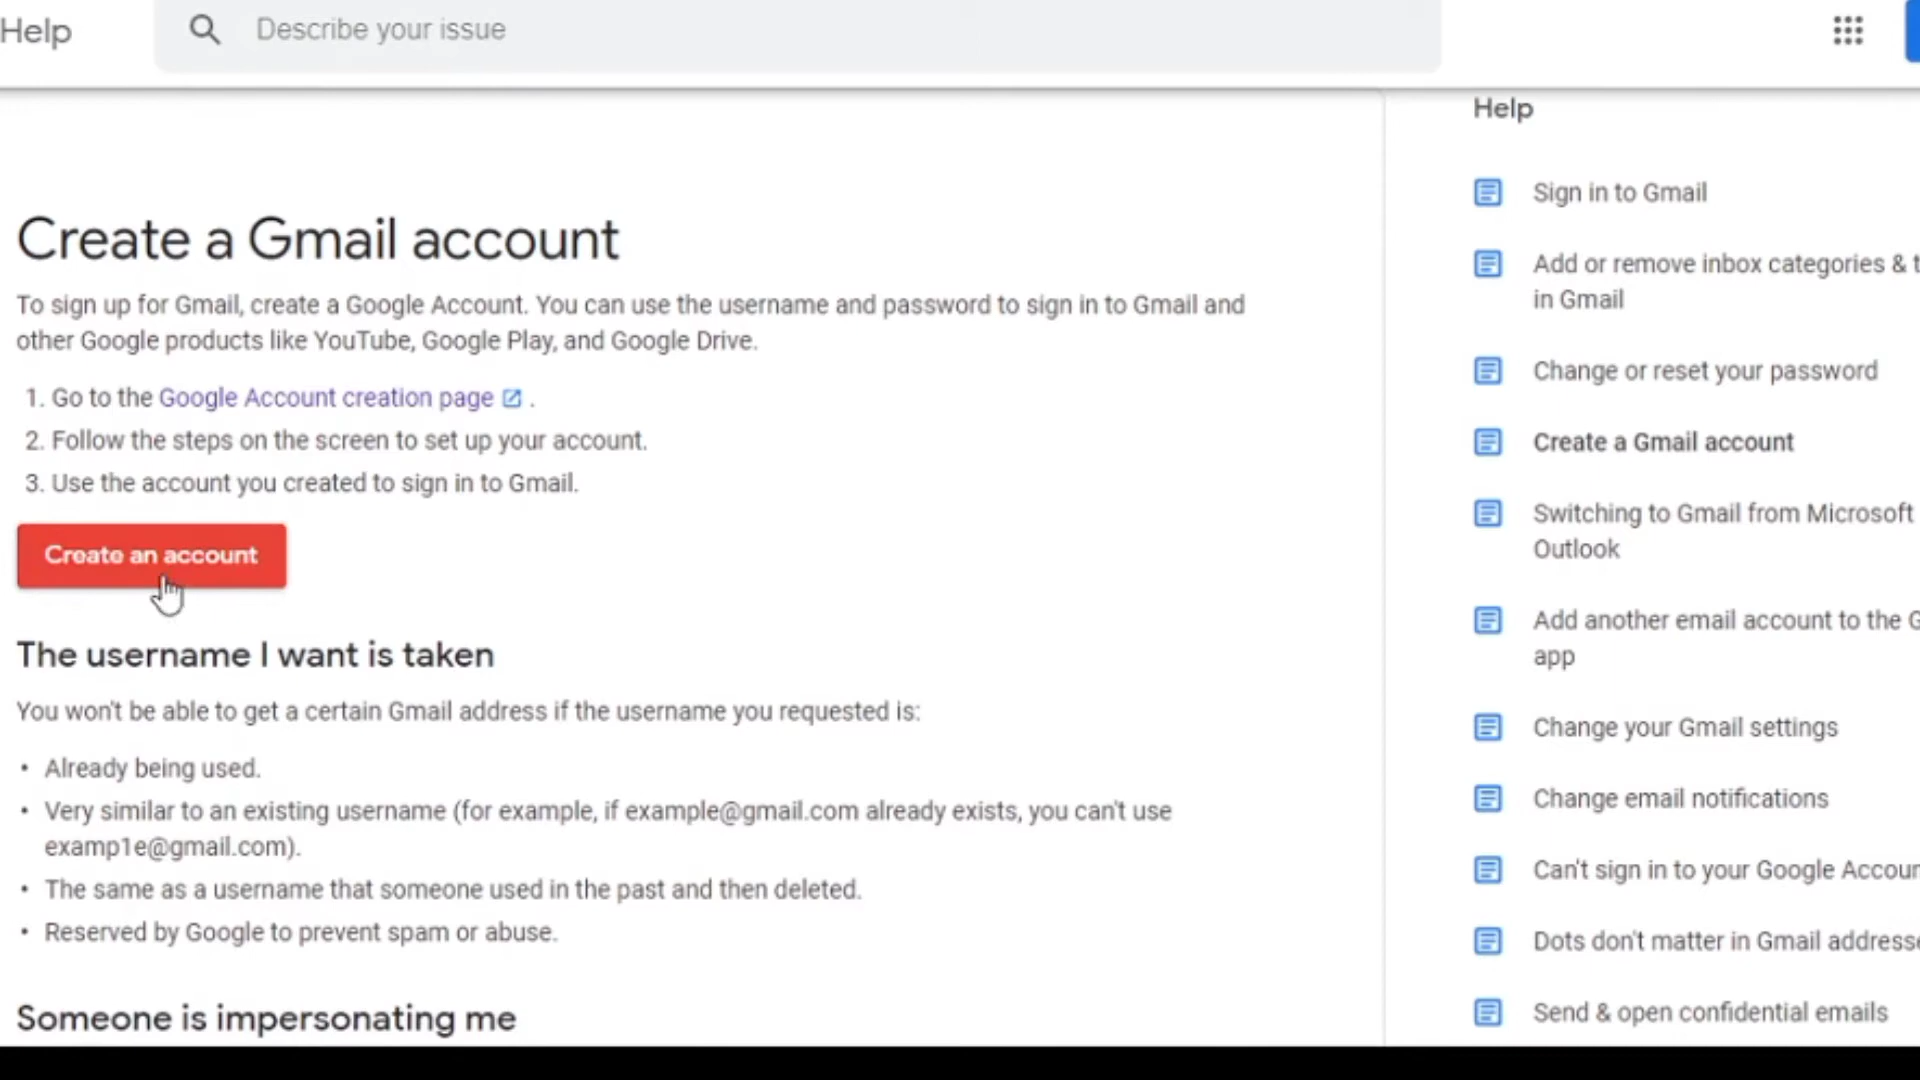 Help
Describe your issue
Create a Gmail account
To sign up for Gmail, create a Google Account. You can use the username and password to sign in to Gmail and
other Google products like YouTube, Google Play, and Google Drive.
1. Go to the Google Account creation page .
2. Follow the steps on the screen to set up your account.
3. Use the account you created to sign in to Gmail.
Create an account
The username I want is taken
You won't be able to get a certain Gmail address if the username you requested is:
• Already being used.
• Very similar to an existing username (for example, if example@gmail.com already exists, you can't use
examp1e@gmail.com).
• The same as a username that someone used in the past and then deleted.
• Reserved by Google to prevent spam or abuse.
Someone is impersonating me
Help
Sign in to Gmail
Add or remove inbox categories &
in Gmail
Change or reset your password
Create a Gmail account
Switching to Gmail from Microsoft
Outlook
Add another email account to the
app
Change your Gmail settings
Change email notifications
Can't sign in to your Google
Dots don't matter in Gmail
Send & open confidential emails